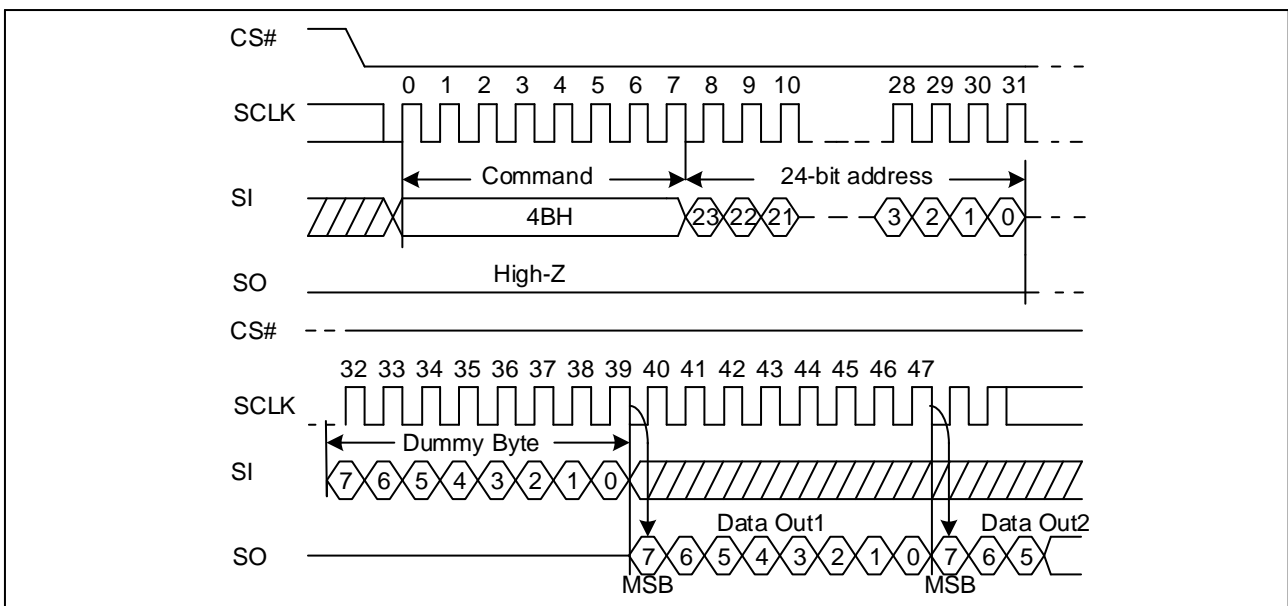 CS#
0 1 2 3 4 5 6 7 8 9 10 28 29 30 31
SCLK
Command 24-bit address
SI
4BH 23 22 21 3 2 1 0
High-Z
SO
CS#
32 33 34 35 36 37 38 39 40 41 42 43 44 45 46 47
SCLK
Dummy Byte
SI
7 6 5 4 3 2 1 0
Data Out1 Data Out2
SO
7 6 5 4 3 2 1 0 7 6 5
MSB MSB